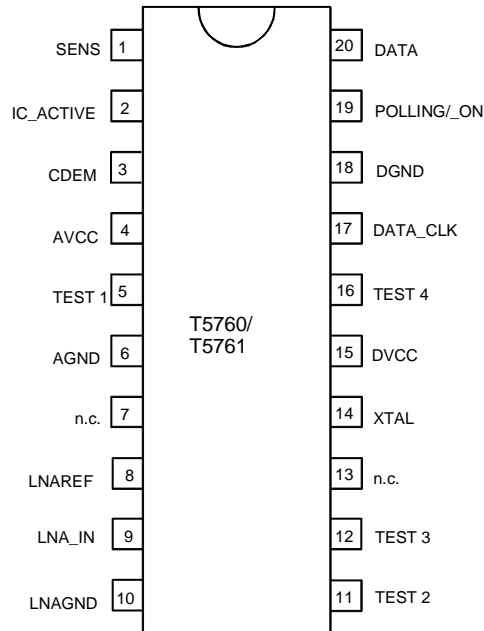 SENS 1 20 DATA
IC_ACTIVE 2 19 POLLING/_ON
CDEM 3 18 DGND
AVCC 4 17 DATA_CLK
TEST 1 5 16 TEST 4
T5760/
T5761
AGND 6 15 DVCC
n.c. 7 14 XTAL
LNAREF 8 13 n.c.
LNA_IN 9 12 TEST 3
LNAGND 10 11 TEST 2